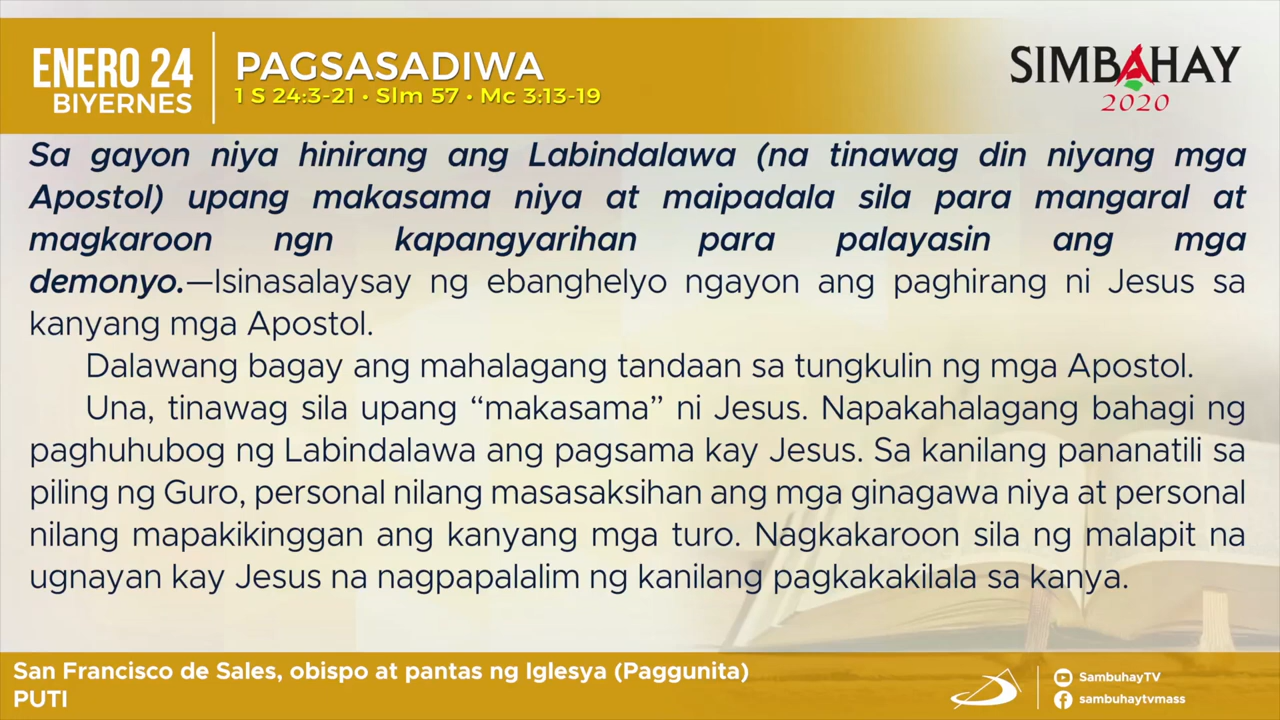 ENERO 24
BIYERNES
PAGSASADIWA
1 S 24:3-21 • Slm 57 • Mc 3:13-19
SIMBAHAY
2020
Sa gayon niya hinirang ang Labindalawa (na tinawag din niyang mga
Apostol) upang makasama niya at maipadala sila para mangaral at
magkaroon ngn kapangyarihan para palayasin ang mga
demonyo.—Isinasalaysay ng ebanghelyo ngayon ang paghirang ni Jesus sa
kanyang mga Apostol.
Dalawang bagay ang mahalagang tandaan sa tungkulin ng mga Apostol.
Una, tinawag sila upang “makasama” ni Jesus. Napakahalagang bahagi ng
paghuhubog ng Labindalawa ang pagsama kay Jesus. Sa kanilang pananatili sa
piling ng Guro, personal nilang masasaksihan ang mga ginagawa niya at personal
nilang mapakikinggan ang kanyang mga turo. Nagkakaroon sila ng malapit na
ugnayan kay Jesus na nagpapalalim ng kanilang pagkakakilala sa kanya.
San Francisco de Sales, obispo at pantas ng Iglesya (Paggunita)
PUTI
SambuhayTV
sambuhaytvmass